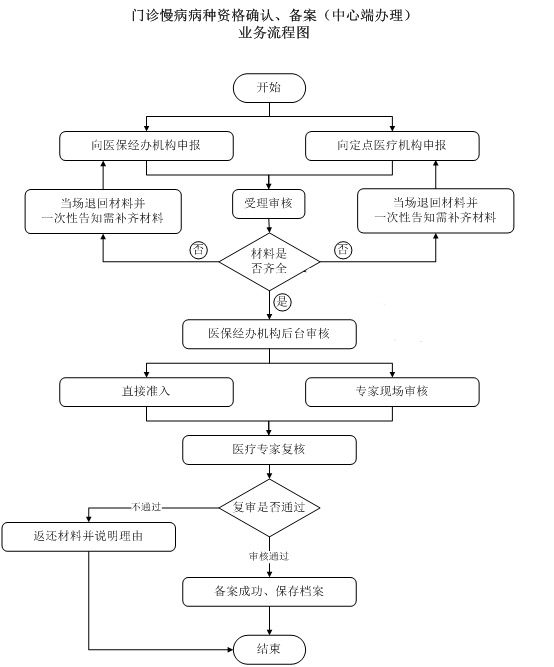 门诊慢病病种资格确认、备案（中心端办理）
业务流程图
开始
向医保经办机构申报
向定点医疗机构申报
当场退回材料并
一次性告知需补齐材料
受理审核
当场退回材料并
一次性告知需补齐材料
否
材料是
否齐全
否
是
医保经办机构后台审核
直接准入
专家现场审核
医疗专家复核
不通过
复审是否通过
返还材料并说明理由
审核通过
备案成功、保存档案
结束